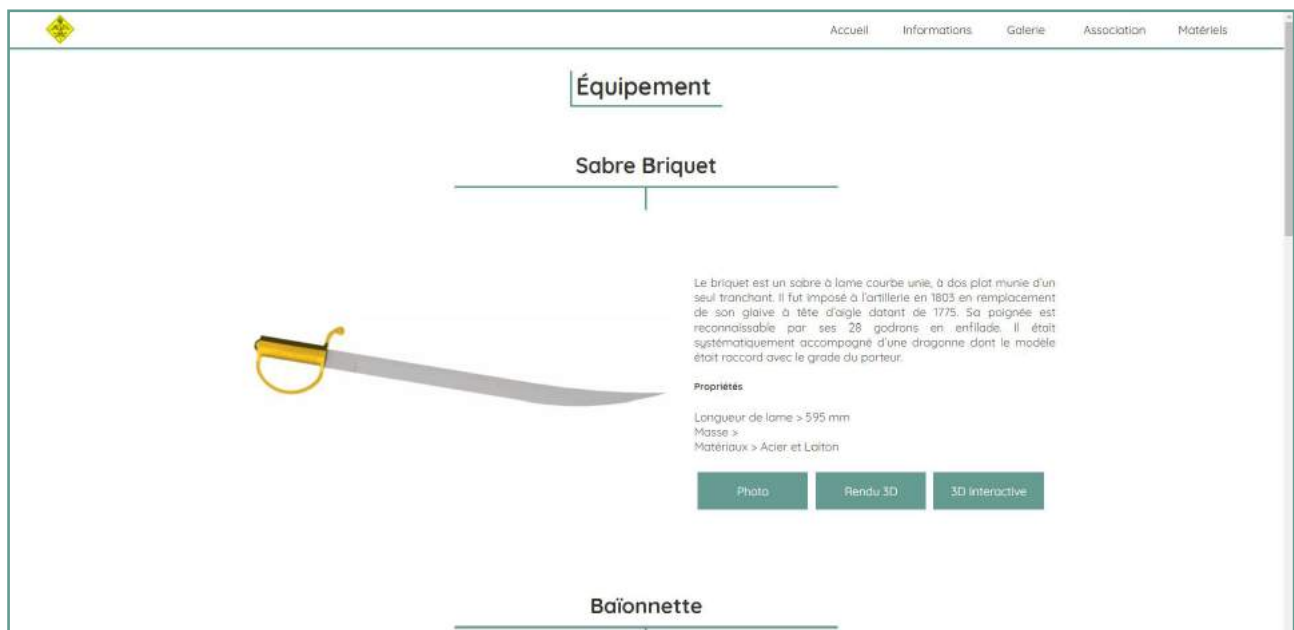 Accueil Informations Galerie Association Matériels
Équipement
Sabre Briquet
Le briquet est un sabre à lame courbe unie, à dos plat munie d'un
seul tranchant. Il fut imposé à l'artillerie en 1803 en remplacement
de son glaive à tête d'aigle datant de 1775. Sa poignée est
reconnaissable par ses 28 godrons en enfilade. Il était
systématiquement accompagné d'une dragonne dont le modèle
était raccord avec le grade du porteur.
Propriétés
Longueur de lame > 595 mm
Masse >
Matériaux > Acier et Laiton
Photo Rendu 3D 3D Interactive
Baïonnette